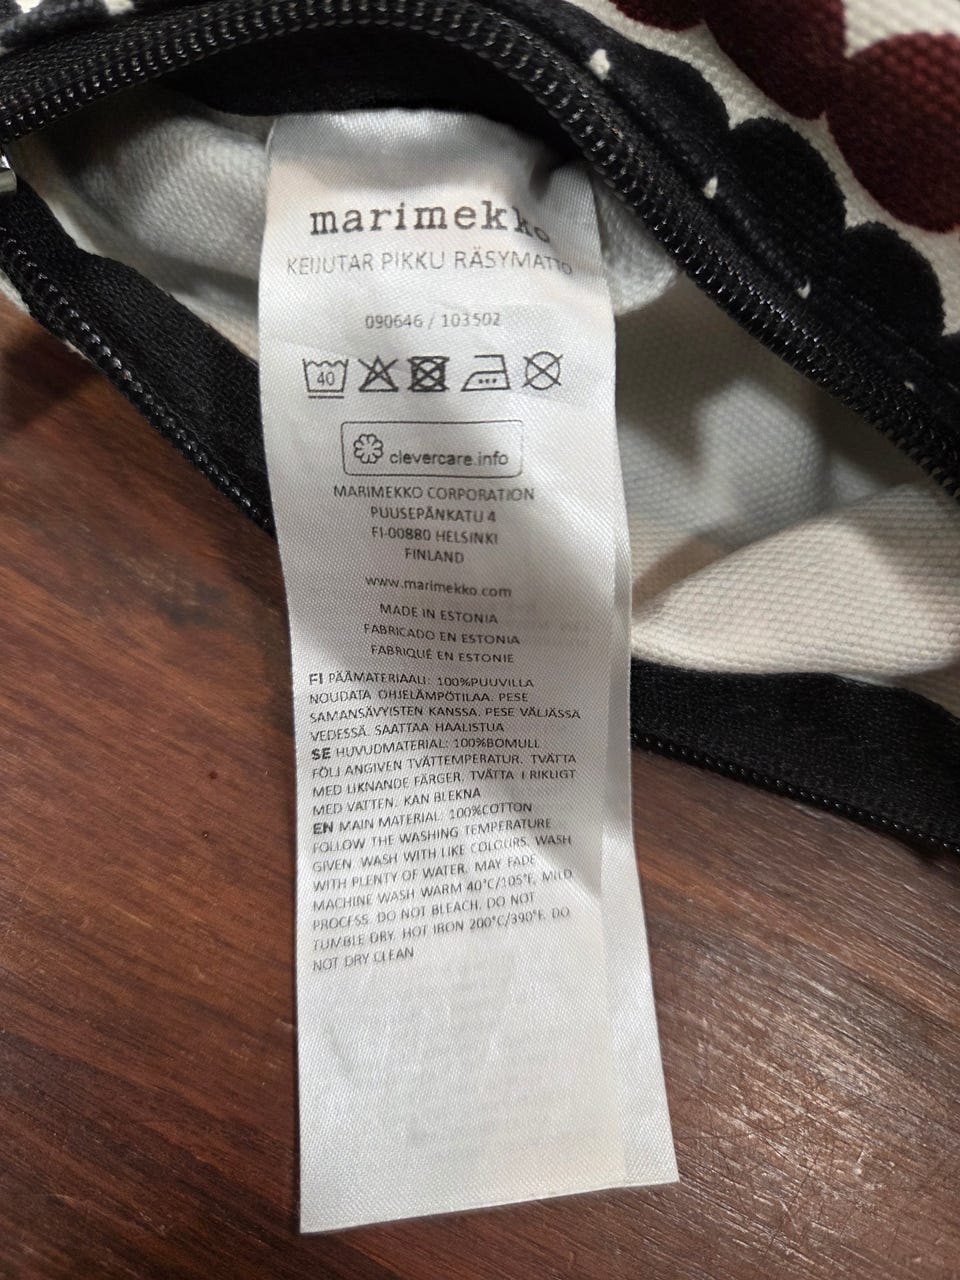 marimekko
KEIJUTAR PIKKU RÄSYMATTO
090646 / 103502
40
clevercare.info
MARIMEKKO CORPORATION
PUUSEPÄNKATU 4
FI-00880 HELSINKI
FINLAND
www.marimekko.com
MADE IN ESTONIA
FABRICADO EN ESTONIA
FABRIQUÉ EN ESTONIE
FI PÄÄMATERIAALI: 100%PUUVILLA
NOUDATA OHJELÄMPÖTILAA. PESE
SAMANSÄVYISTEN KANSSA. PESE VÄLJÄSSÄ
VEDESSÄ. SAATTAA HAALISTUA
SE HUVUDMATERIAL: 100%BOMULL
FÖLJ ANGIVEN TVÄTTEMPERATUR. TVÄTTA
MED LIKNANDE FÄRGER. TVÄTTA I RIKLIGT
MED VATTEN. KAN BLEKNA
EN MAIN MATERIAL: 100%COTTON
FOLLOW THE WASHING TEMPERATURE
GIVEN. WASH WITH LIKE COLOURS. WASH
WITH PLENTY OF WATER. MAY FADE
MACHINE WASH WARM 40°C/105°F, MILD
PROCESS. DO NOT BLEACH. DO NOT
TUMBLE DRY. HOT IRON 200°C/390°F. DO
NOT DRY CLEAN